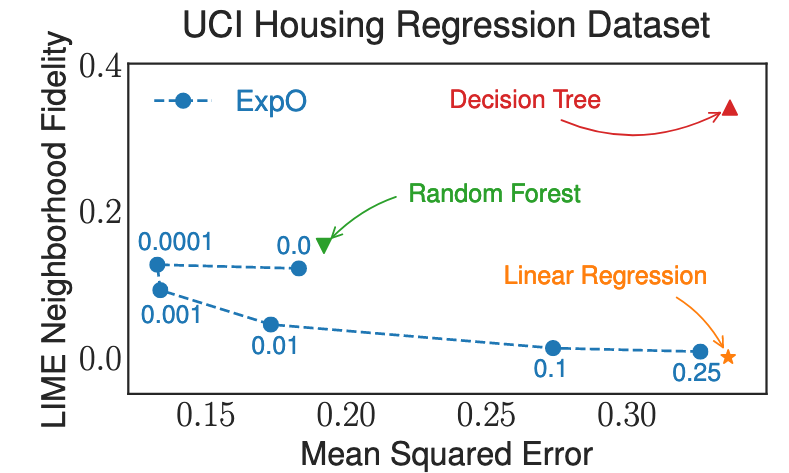 UCI Housing Regression Dataset
LIME Neighborhood Fidelity
0.4
0.2
0.0
ExpO
Decision Tree
Random Forest
Linear Regression
0.0001
0.0
0.001
0.01
0.1
0.25
0.15
0.20
0.25
0.30
Mean Squared Error